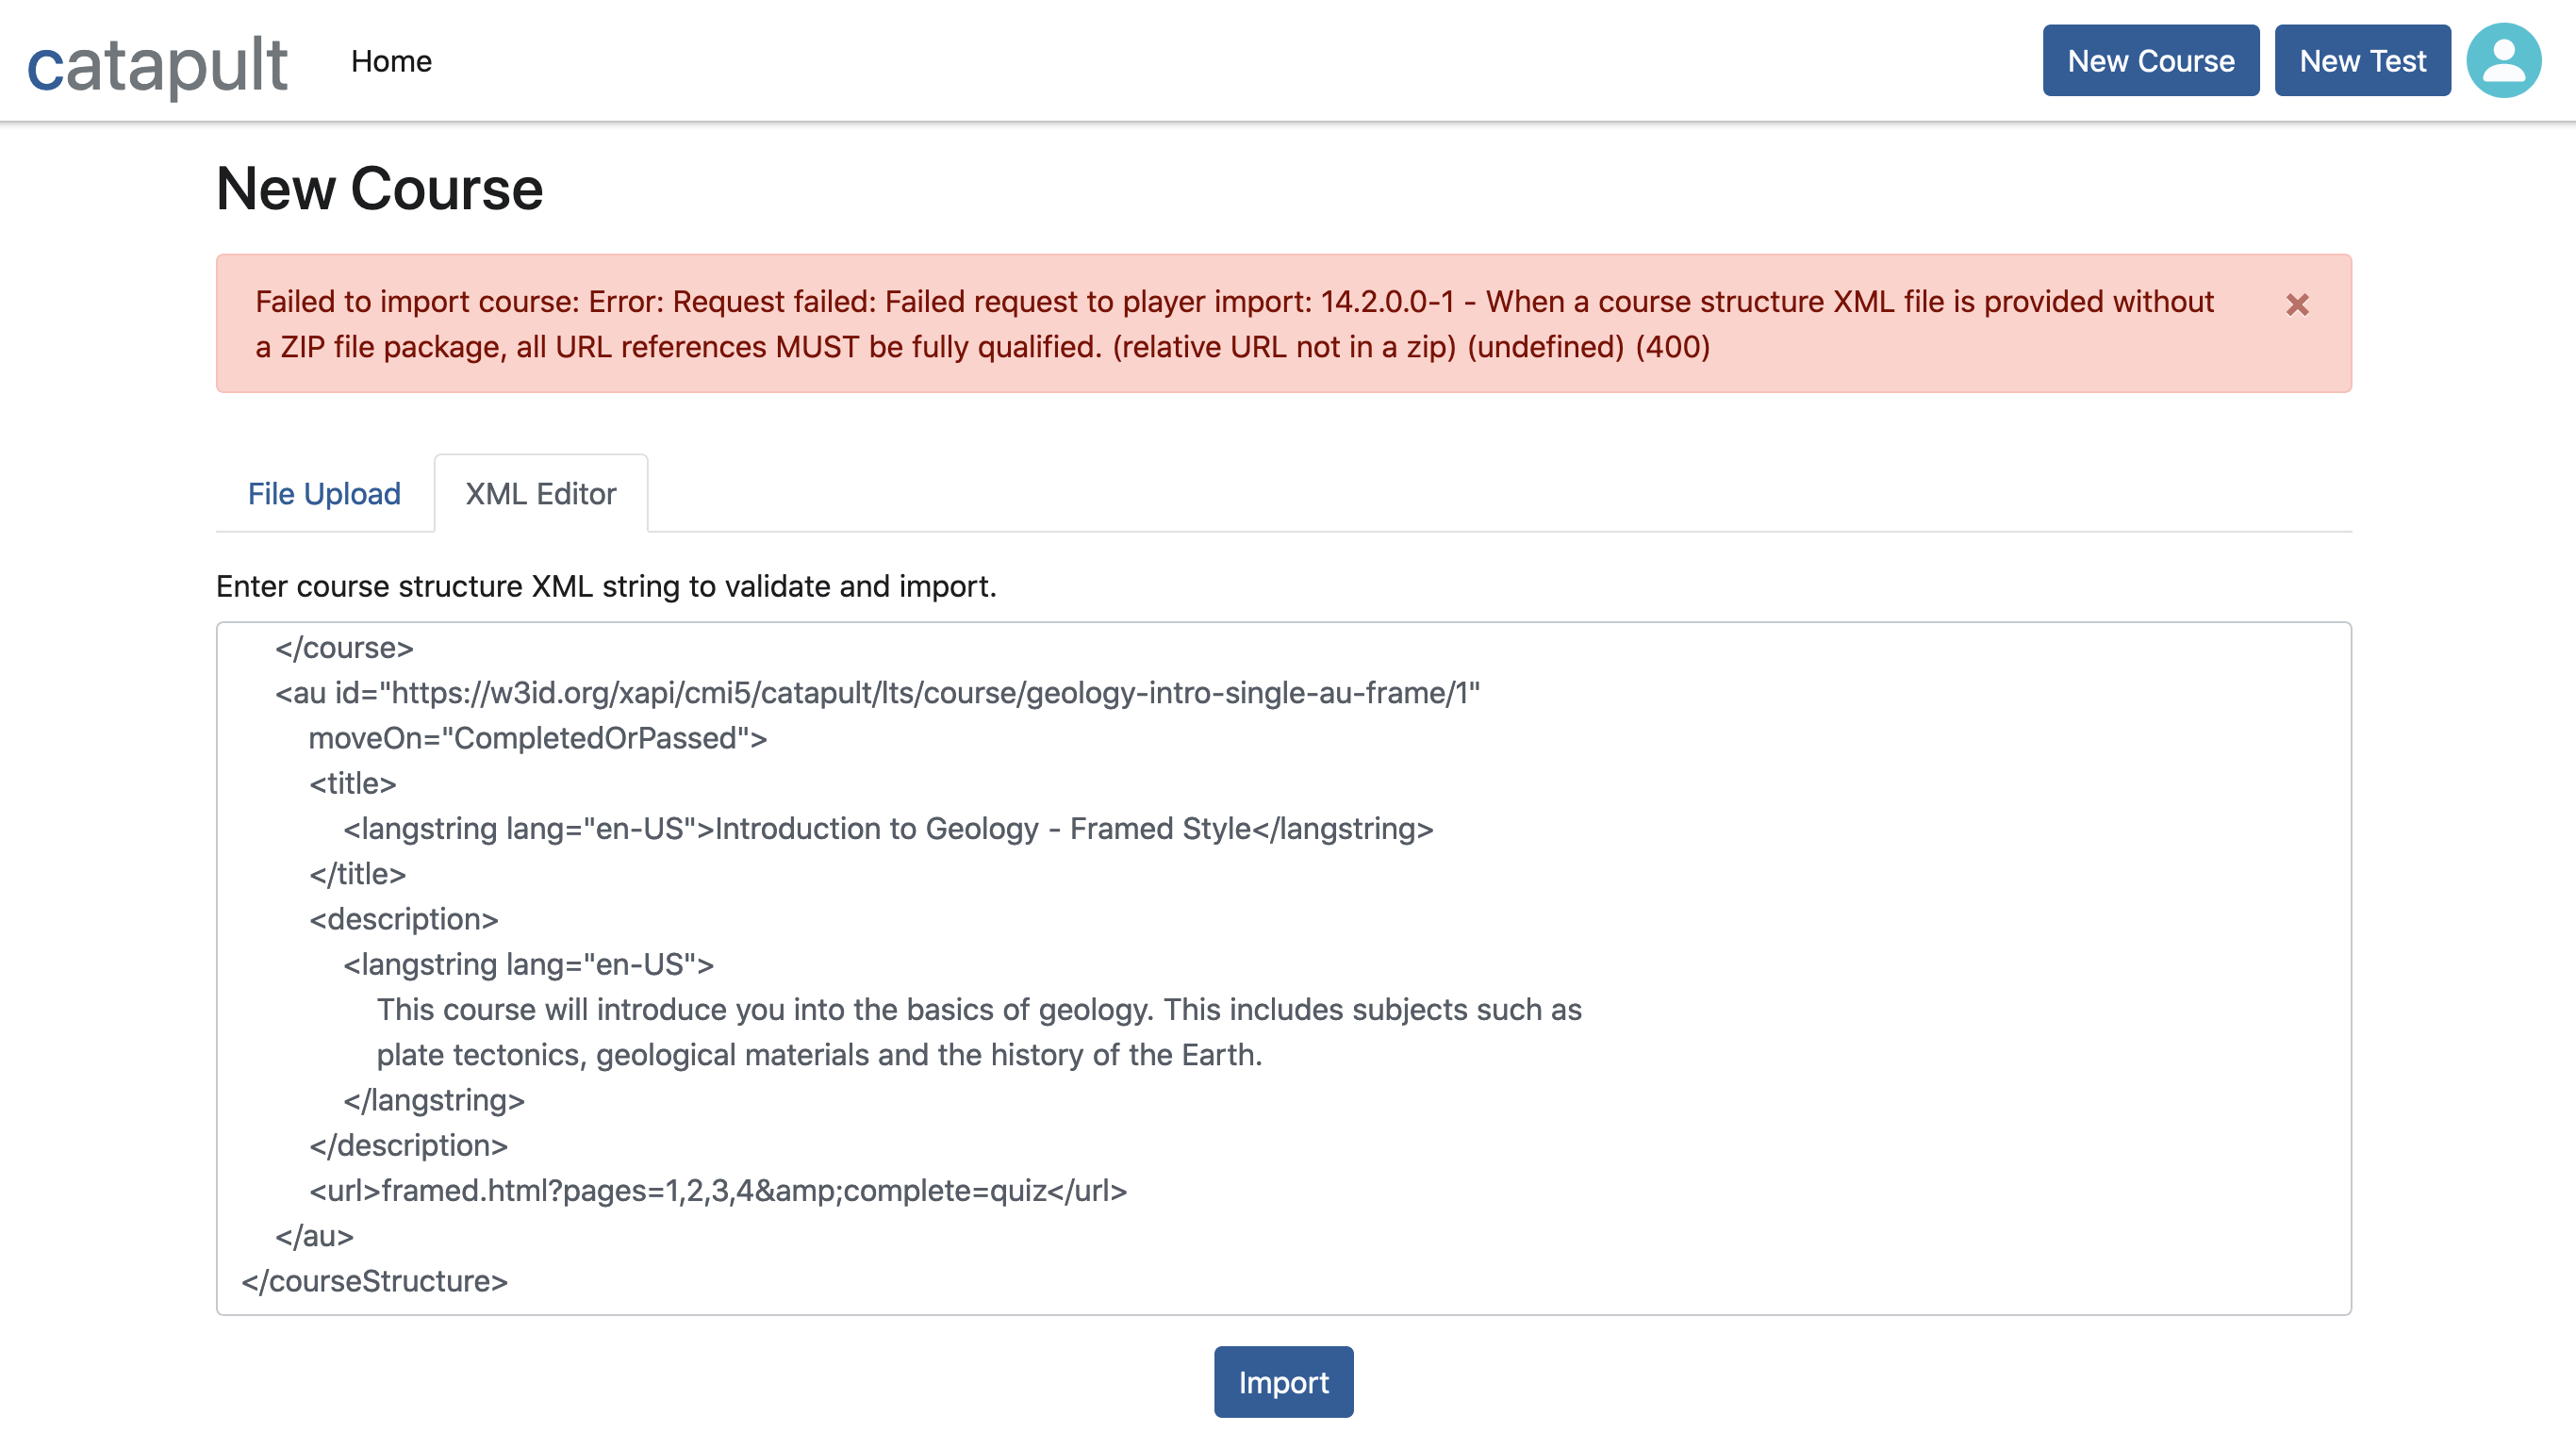 catapult Home New Course New Test
New Course
Failed to import course: Error: Request failed: Failed request to player import: 14.2.0.0-1 - When a course structure XML file is provided without
a ZIP file package, all URL references MUST be fully qualified. (relative URL not in a zip) (undefined) (400)
File Upload XML Editor
Enter course structure XML string to validate and import.
</course>
<au id="https://w3id.org/xapi/cmi5/catapult/lts/course/geology-intro-single-au-frame/1"
moveOn="CompletedOrPassed">
<title>
<langstring lang="en-US">Introduction to Geology - Framed Style</langstring>
</title>
<description>
<langstring lang="en-US">
This course will introduce you into the basics of geology. This includes subjects such as
plate tectonics, geological materials and the history of the Earth.
</langstring>
</description>
<url>framed.html?pages=1,2,3,4&amp;complete=quiz</url>
</au>
</courseStructure>
Import